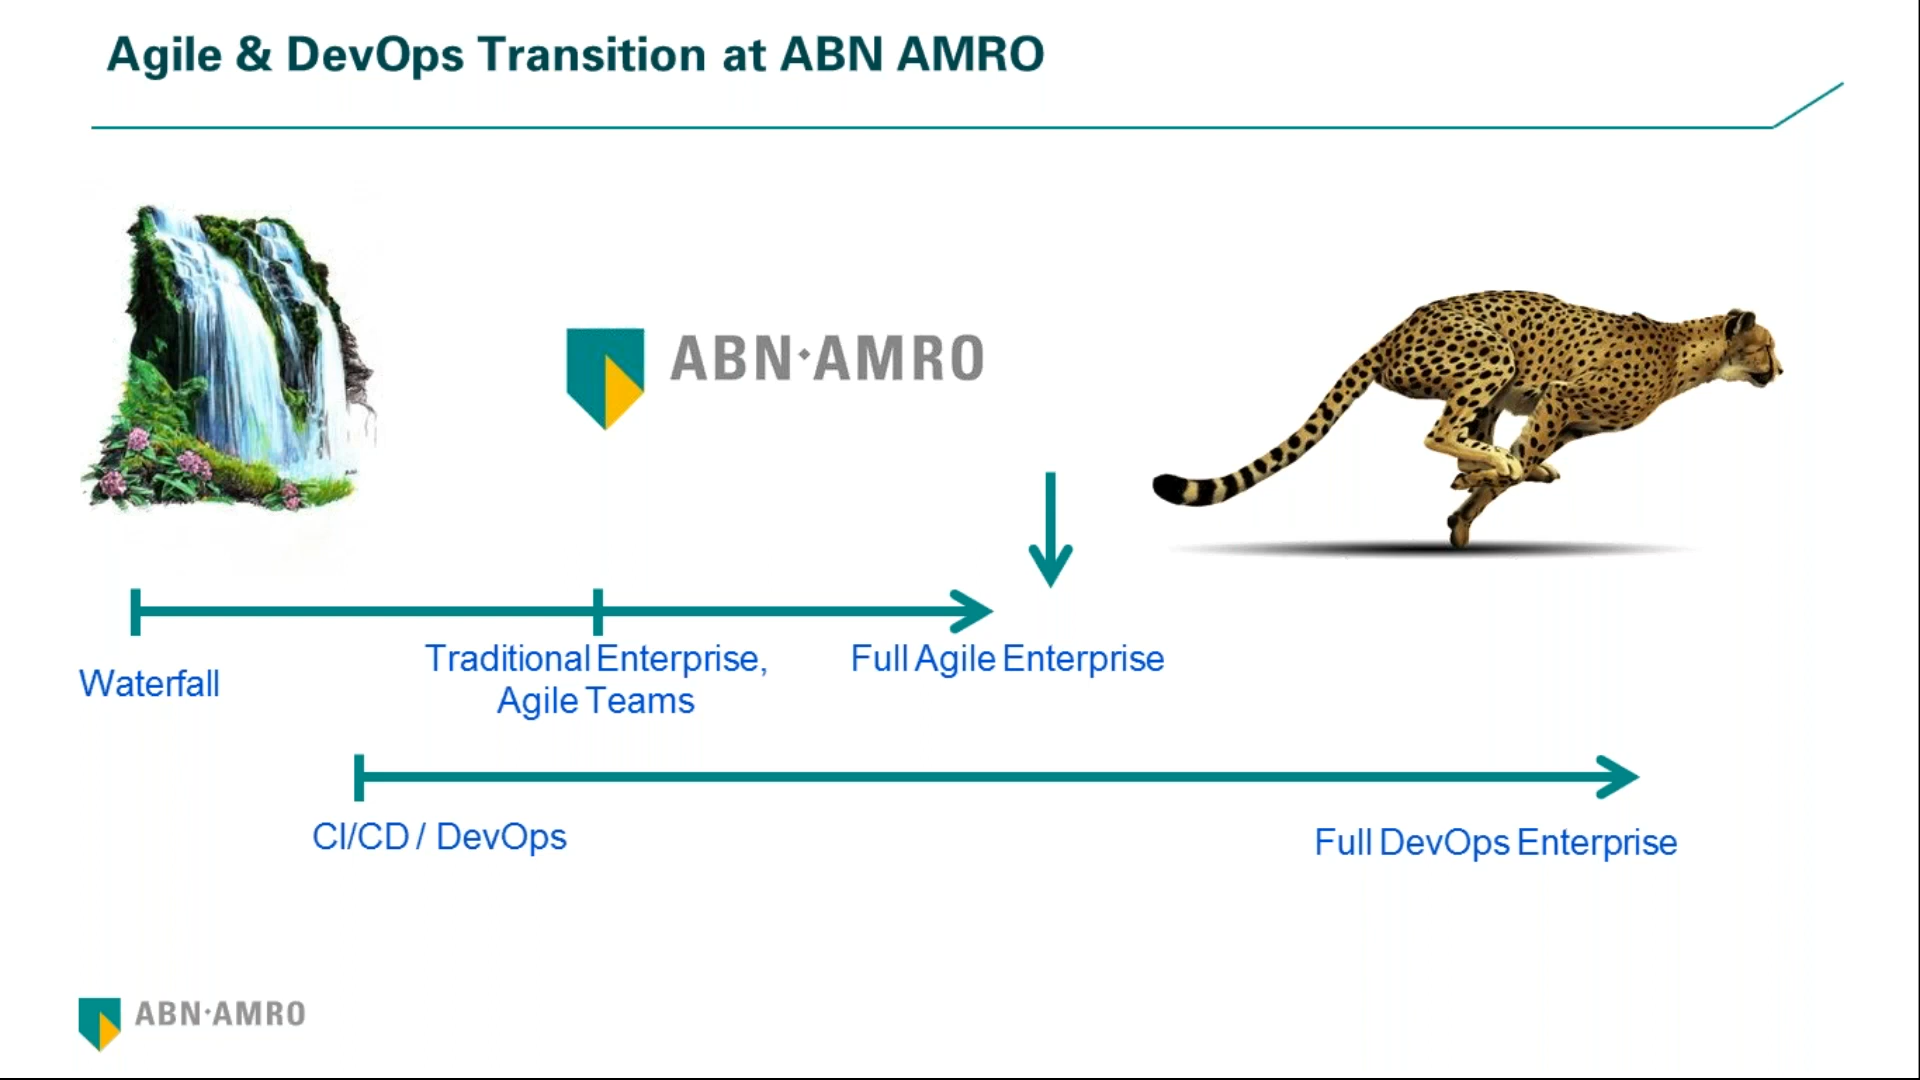 Agile & DevOps Transition at ABN AMRO
ABN·AMRO
Waterfall
Traditional Enterprise,
Agile Teams
Full Agile Enterprise
CI/CD / DevOps
Full DevOps Enterprise
ABN·AMRO